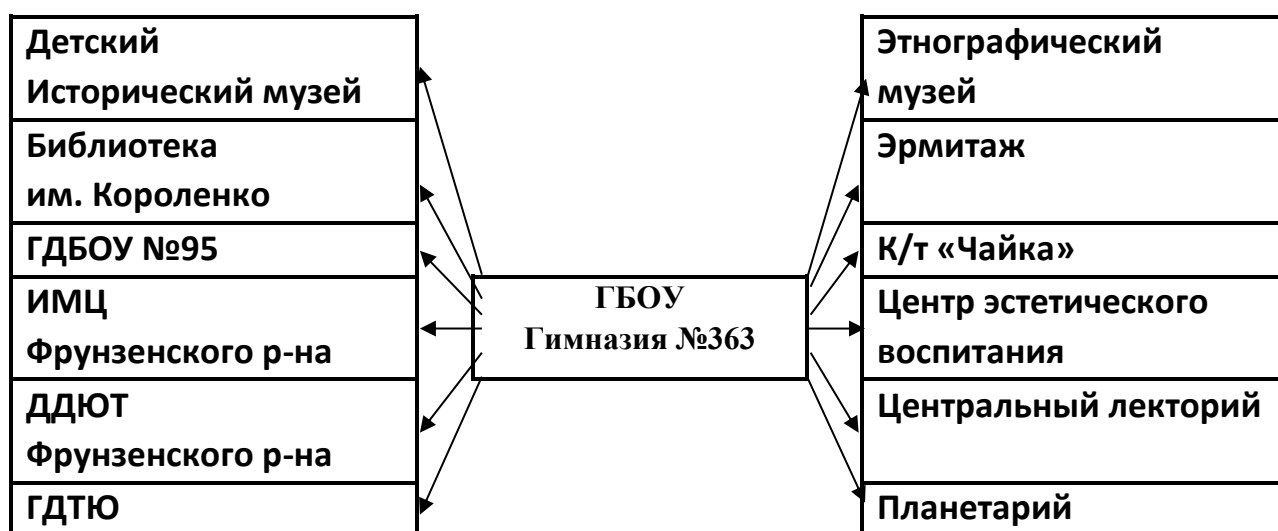 Детский
Исторический музей
Библиотека
им. Короленко
ГДБОУ №95
ИМЦ
Фрунзенского р-на
ДДЮТ
Фрунзенского р-на
ГДТЮ
ГБОУ
Гимназия №363
Этнографический
музей
Эрмитаж
К/т «Чайка»
Центр эстетического
воспитания
Центральный лекторий
Планетарий